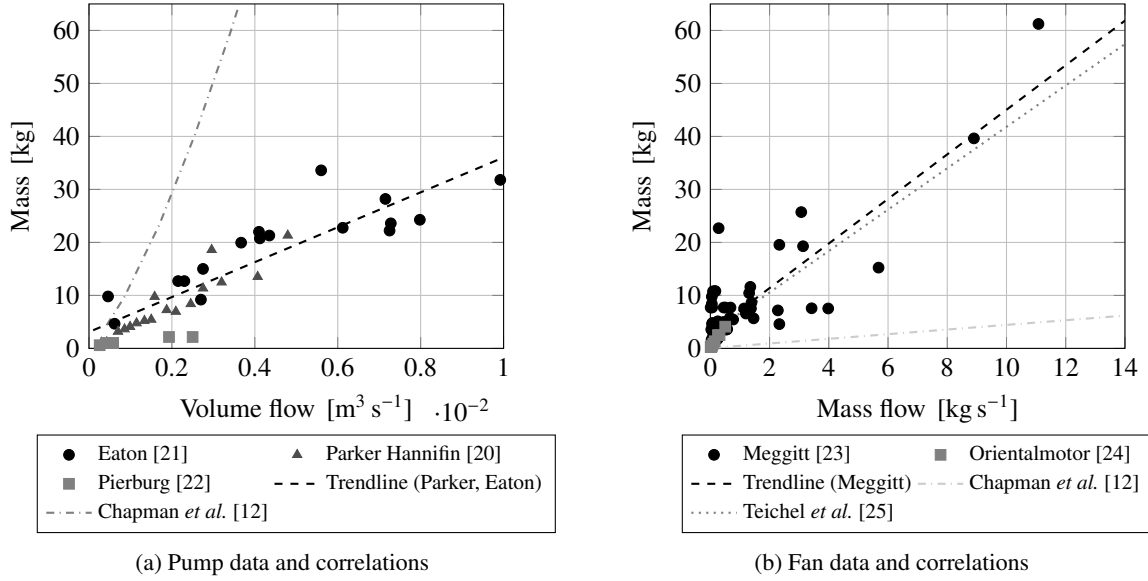 60
50
40
30
20
10
0
Mass [kg]
0 0.2 0.4 0.6 0.8 1
Volume flow [m³ s⁻¹] ·10⁻²
Eaton [21] Parker Hannifin [20]
Pierburg [22] Trendline (Parker, Eaton)
Chapman et al. [12]
(a) Pump data and correlations
60
50
40
30
20
10
0
Mass [kg]
0 2 4 6 8 10 12 14
Mass flow [kg s⁻¹]
Meggitt [23] Orientalmotor [24]
Trendline (Meggitt) Chapman et al. [12]
Teichel et al. [25]
(b) Fan data and correlations